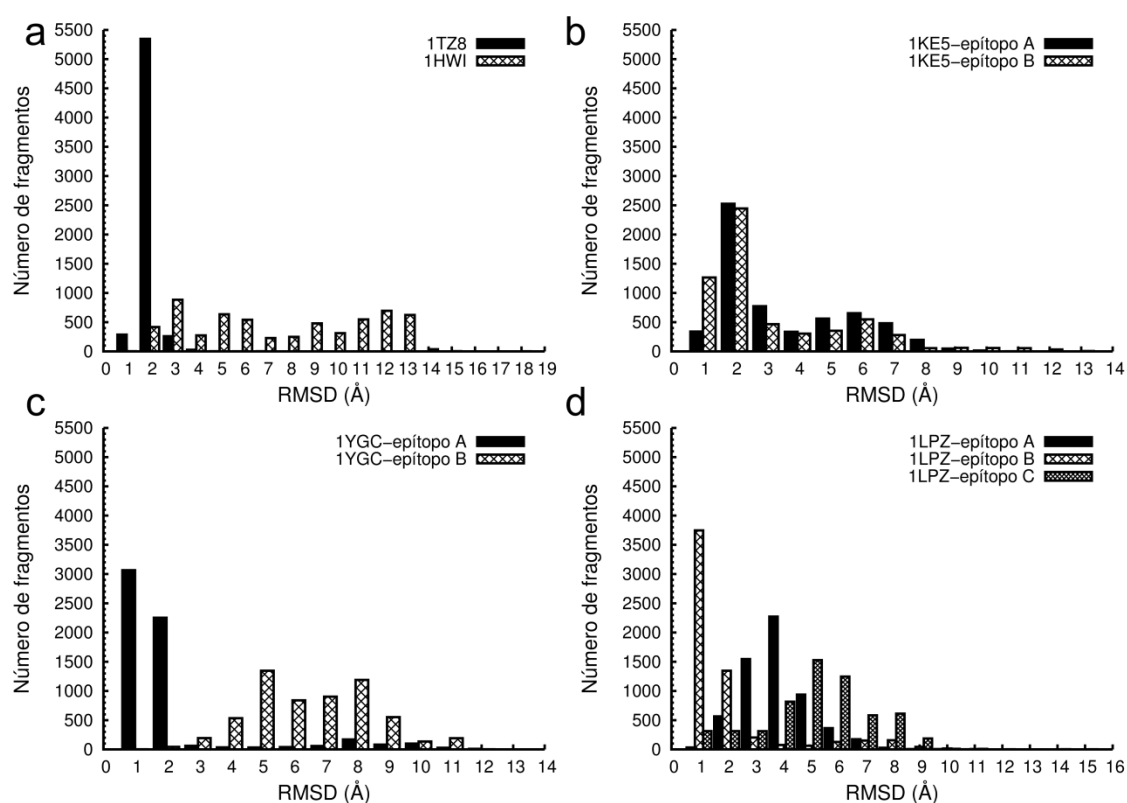 a
1TZ8
1HWI
Número de fragmentos
5500
5000
4500
4000
3500
3000
2500
2000
1500
1000
500
0
0 1 2 3 4 5 6 7 8 9 10 11 12 13 14 15 16 17 18 19
RMSD (Å)
b
1KE5−epítopo A
1KE5−epítopo B
Número de fragmentos
5500
5000
4500
4000
3500
3000
2500
2000
1500
1000
500
0
0 1 2 3 4 5 6 7 8 9 10 11 12 13 14
RMSD (Å)
c
1YGC−epítopo A
1YGC−epítopo B
Número de fragmentos
5500
5000
4500
4000
3500
3000
2500
2000
1500
1000
500
0
0 1 2 3 4 5 6 7 8 9 10 11 12 13 14
RMSD (Å)
d
1LPZ−epítopo A
1LPZ−epítopo B
1LPZ−epítopo C
Número de fragmentos
5500
5000
4500
4000
3500
3000
2500
2000
1500
1000
500
0
0 1 2 3 4 5 6 7 8 9 10 11 12 13 14 15 16
RMSD (Å)